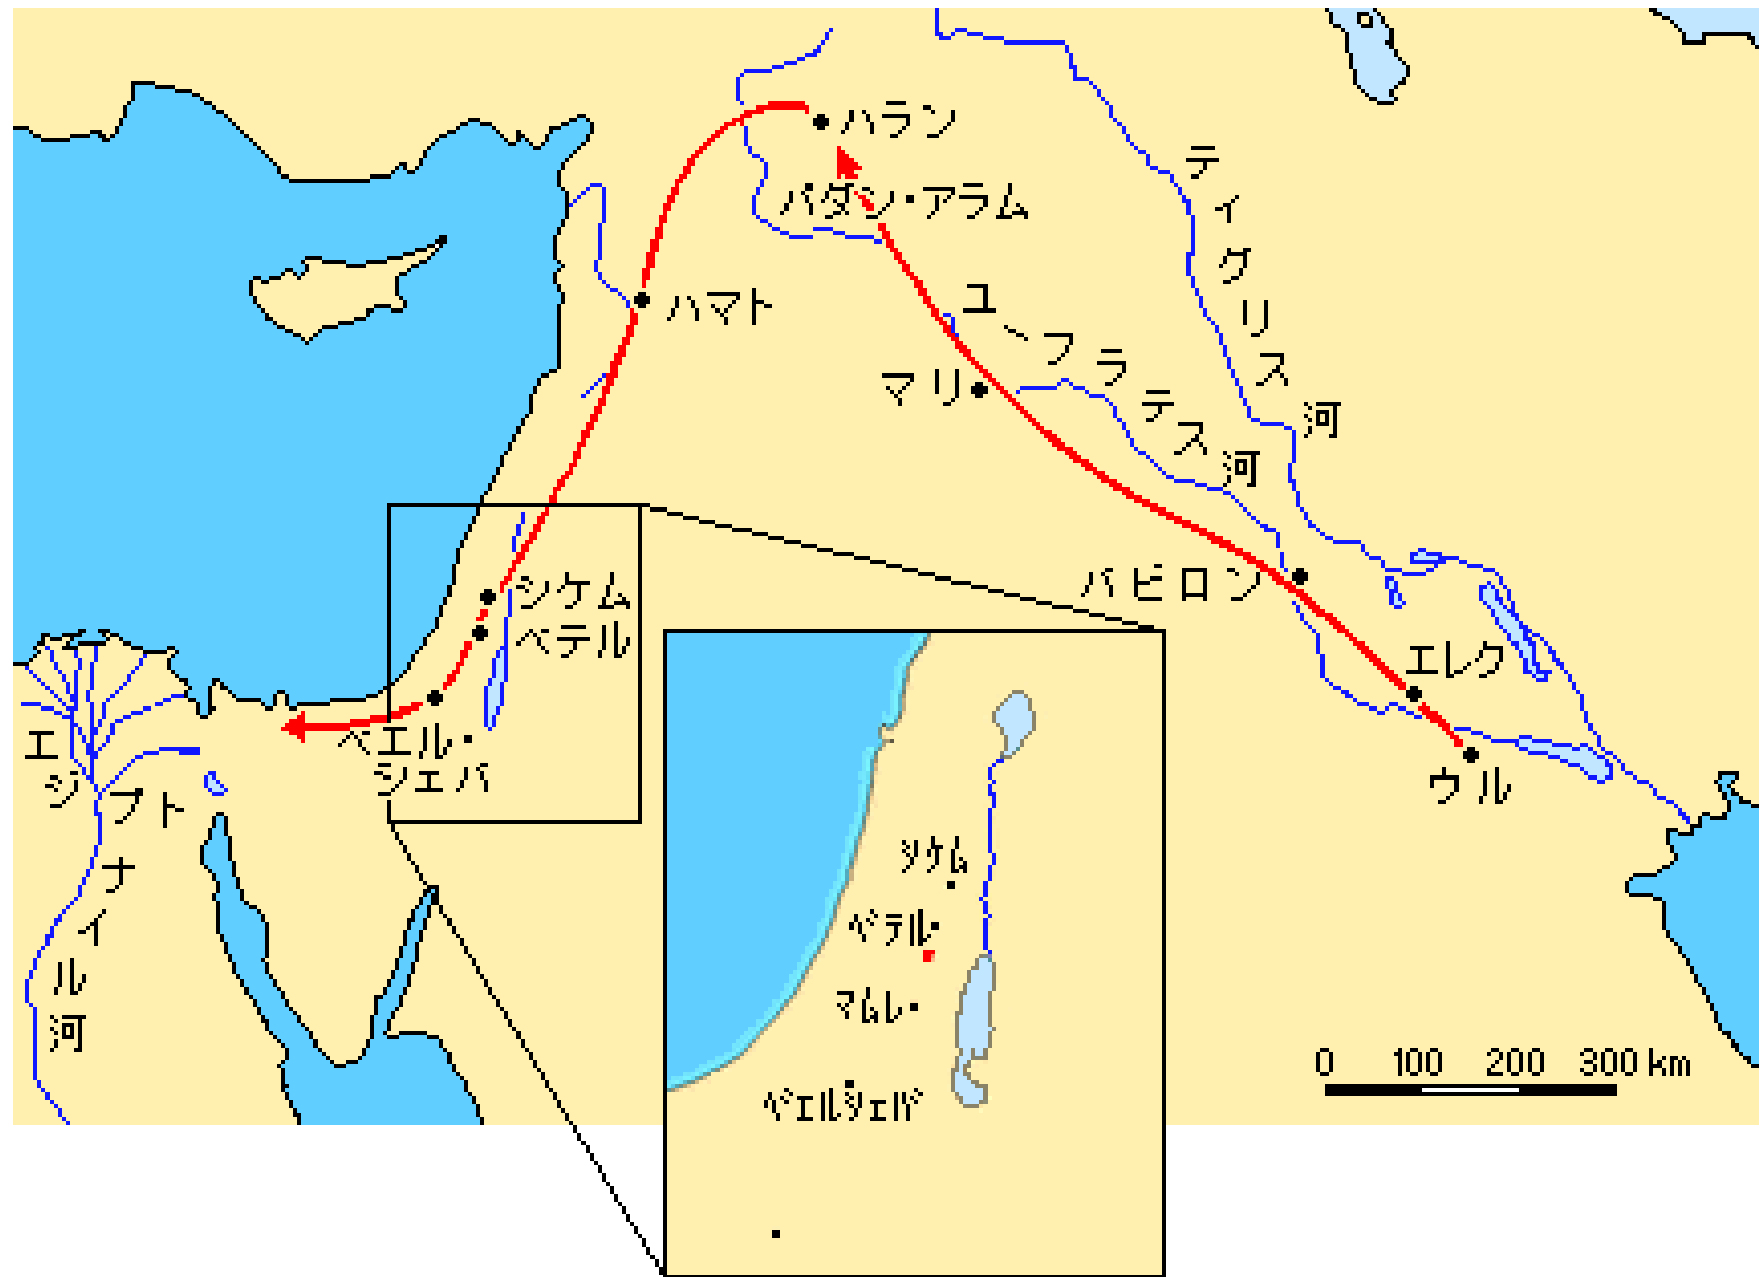 ハラン
パダン・アラム
ティグリス河
ハマト
ユーフラテス河
マリ
シケム
ベテル
バビロン
エレク
ウル
ベエル・
シェバ
エジプト
ナイル河
シケム
ベテル
マムレ
ベエルシェバ
0 100 200 300 km